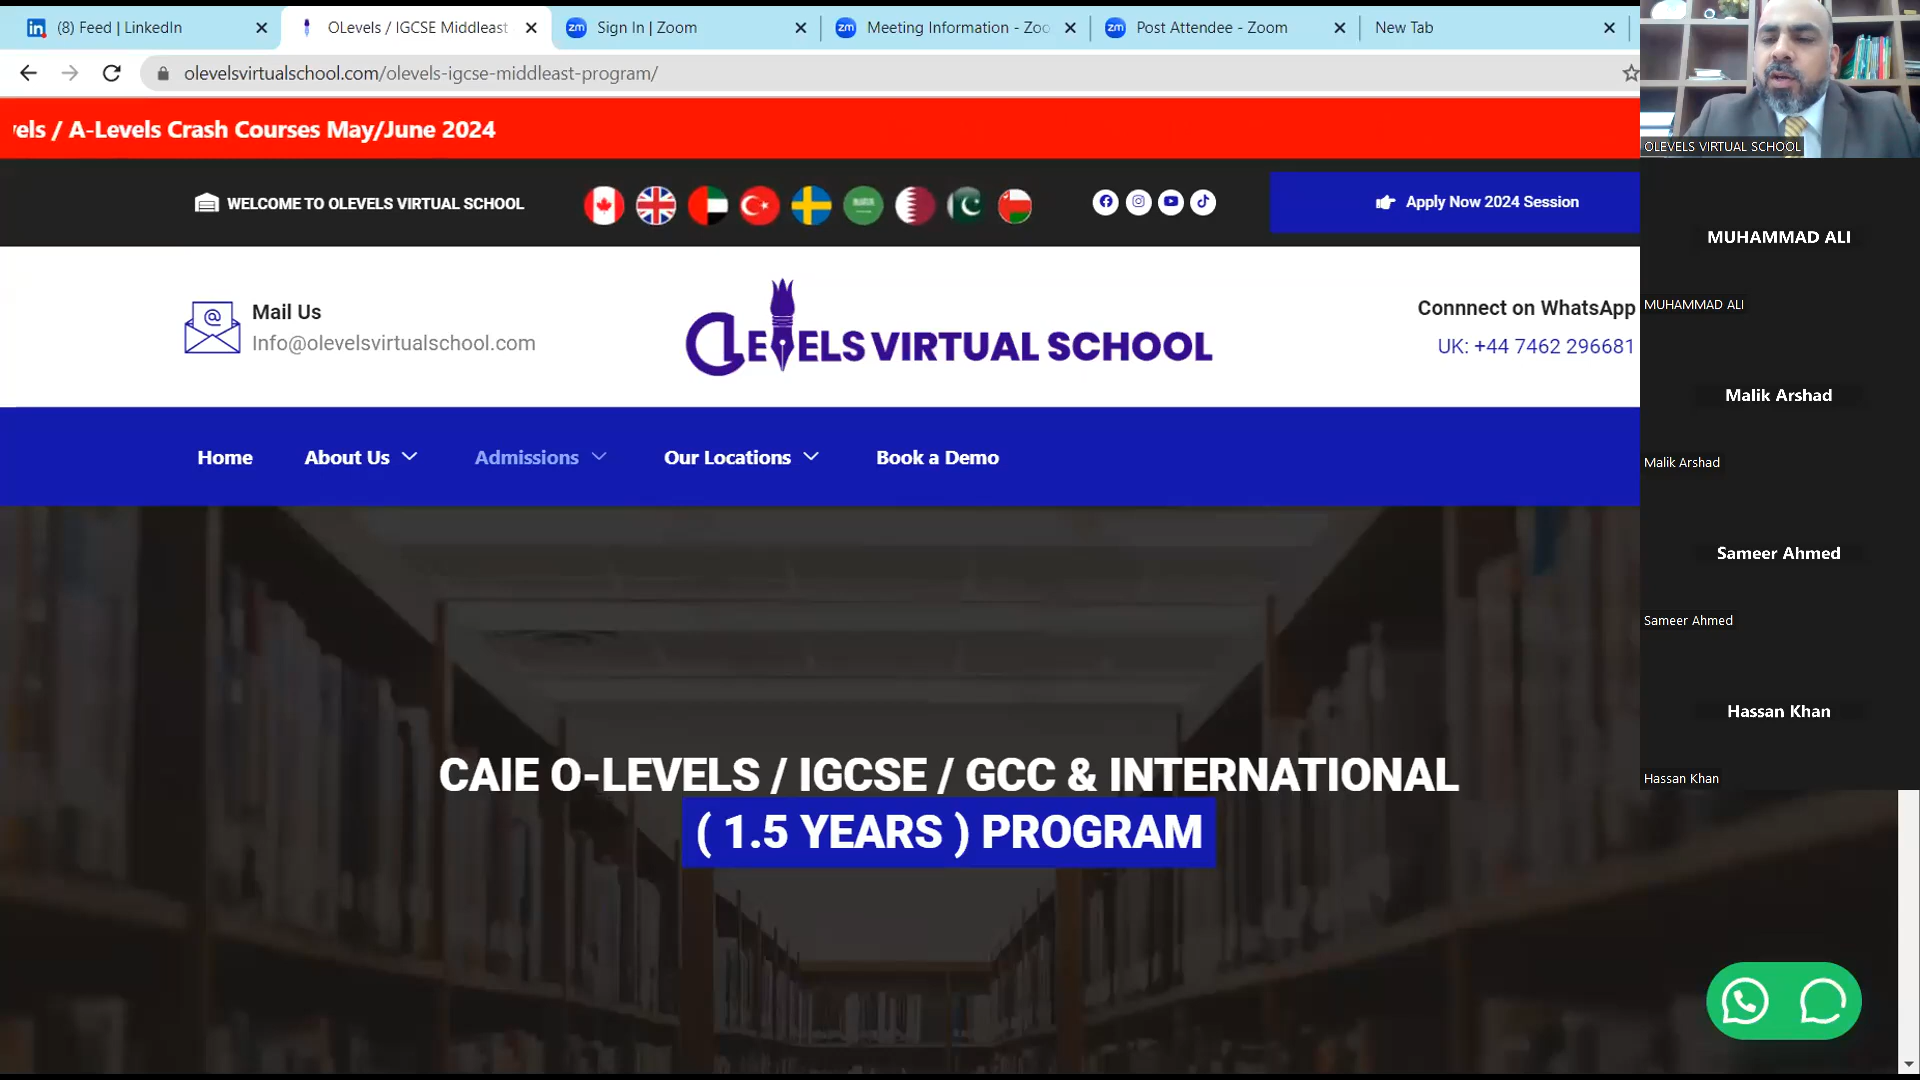 (8) Feed | LinkedIn
OLevels / IGCSE Middleast
Sign In | Zoom
Meeting Information - Zoo
Post Attendee - Zoom
New Tab
olevelsvirtualschool.com/olevels-igcse-middleast-program/
vels / A-Levels Crash Courses May/June 2024
WELCOME TO OLEVELS VIRTUAL SCHOOL
Apply Now 2024 Session
Mail Us
Info@olevelsvirtualschool.com
OLEVELS VIRTUAL SCHOOL
Connnect on WhatsApp
UK: +44 7462 296681
Home
About Us
Admissions
Our Locations
Book a Demo
CAIE O-LEVELS / IGCSE / GCC & INTERNATIONAL
( 1.5 YEARS ) PROGRAM
OLEVELS VIRTUAL SCHOOL
MUHAMMAD ALI
MUHAMMAD ALI
Malik Arshad
Malik Arshad
Sameer Ahmed
Sameer Ahmed
Hassan Khan
Hassan Khan